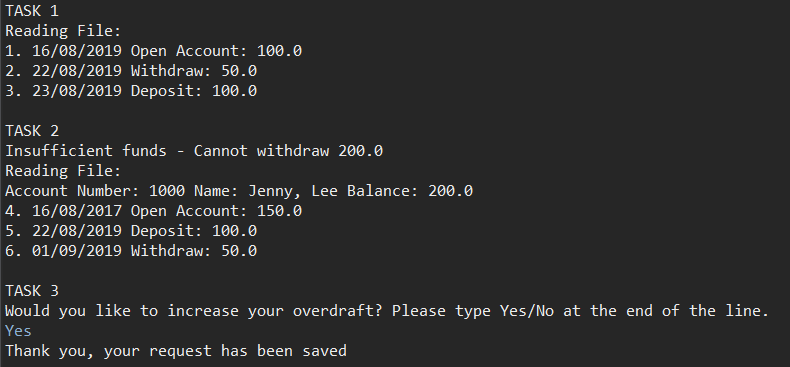 TASK 1
Reading File:
1. 16/08/2019 Open Account: 100.0
2. 22/08/2019 Withdraw: 50.0
3. 23/08/2019 Deposit: 100.0
TASK 2
Insufficient funds - Cannot withdraw 200.0
Reading File:
Account Number: 1000 Name: Jenny, Lee Balance: 200.0
4. 16/08/2017 Open Account: 150.0
5. 22/08/2019 Deposit: 100.0
6. 01/09/2019 Withdraw: 50.0
TASK 3
Would you like to increase your overdraft? Please type Yes/No at the end of the line.
Yes
Thank you, your request has been saved